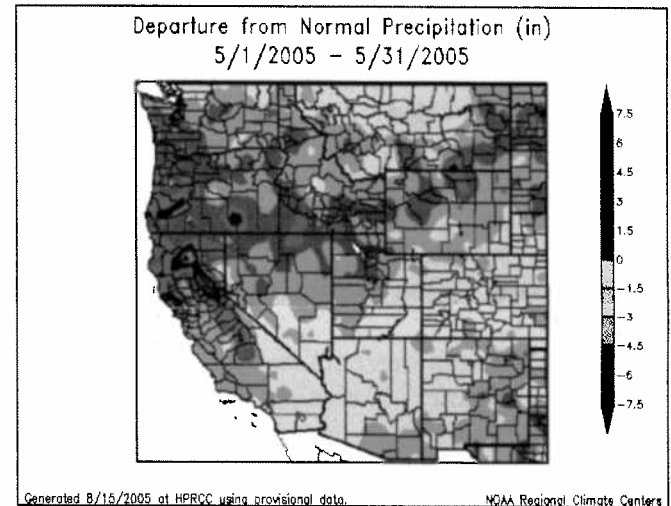 Departure from Normal Precipitation (in)
5/1/2005 – 5/31/2005
7.5
6
4.5
3
1.5
0
−1.5
−3
−4.5
−6
−7.5
Generated 8/15/2005 at HPRCC using provisional data.
NOAA Regional Climate Centers